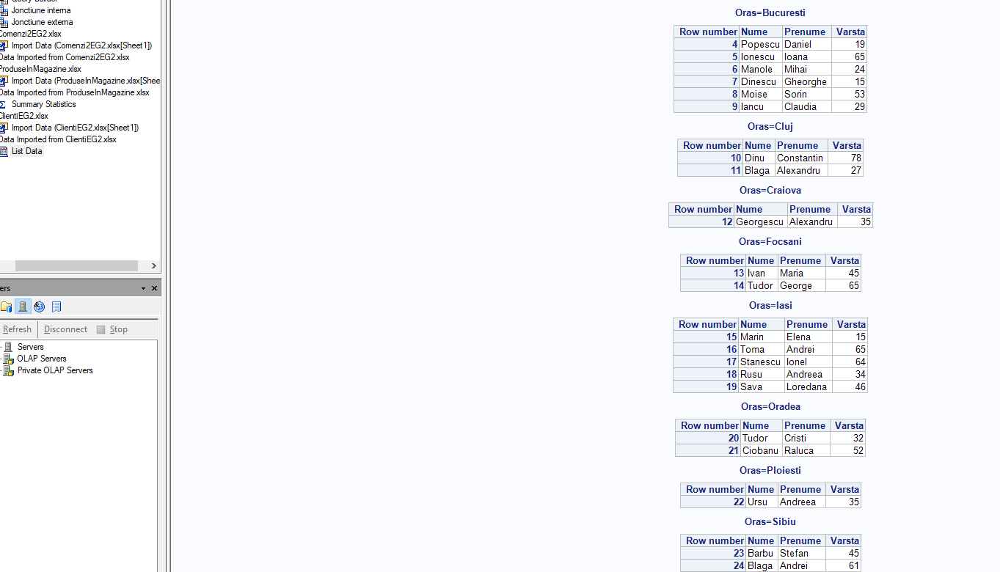 Query Builder
Jonctiune interna
Jonctiune externa
Comenzi2EG2.xlsx
Import Data (Comenzi2EG2.xlsx[Sheet1])
Data Imported from Comenzi2EG2.xlsx
ProduseInMagazine.xlsx
Import Data (ProduseInMagazine.xlsx[Shee
Data Imported from ProduseInMagazine.xlsx
Summary Statistics
ClientiEG2.xlsx
Import Data (ClientiEG2.xlsx[Sheet1])
Data Imported from ClientiEG2.xlsx
List Data
ers
Refresh Disconnect Stop
Servers
OLAP Servers
Private OLAP Servers
Oras=Bucuresti
Row number Nume Prenume Varsta
4 Popescu Daniel 19
5 Ionescu Ioana 65
6 Manole Mihai 24
7 Dinescu Gheorghe 15
8 Moise Sorin 53
9 Iancu Claudia 29
Oras=Cluj
Row number Nume Prenume Varsta
10 Dinu Constantin 78
11 Blaga Alexandru 27
Oras=Craiova
Row number Nume Prenume Varsta
12 Georgescu Alexandru 35
Oras=Focsani
Row number Nume Prenume Varsta
13 Ivan Maria 45
14 Tudor George 65
Oras=Iasi
Row number Nume Prenume Varsta
15 Marin Elena 15
16 Toma Andrei 65
17 Stanescu Ionel 64
18 Rusu Andreea 34
19 Sava Loredana 46
Oras=Oradea
Row number Nume Prenume Varsta
20 Tudor Cristi 32
21 Ciobanu Raluca 52
Oras=Ploiesti
Row number Nume Prenume Varsta
22 Ursu Andreea 35
Oras=Sibiu
Row number Nume Prenume Varsta
23 Barbu Stefan 45
24 Blaga Andrei 61